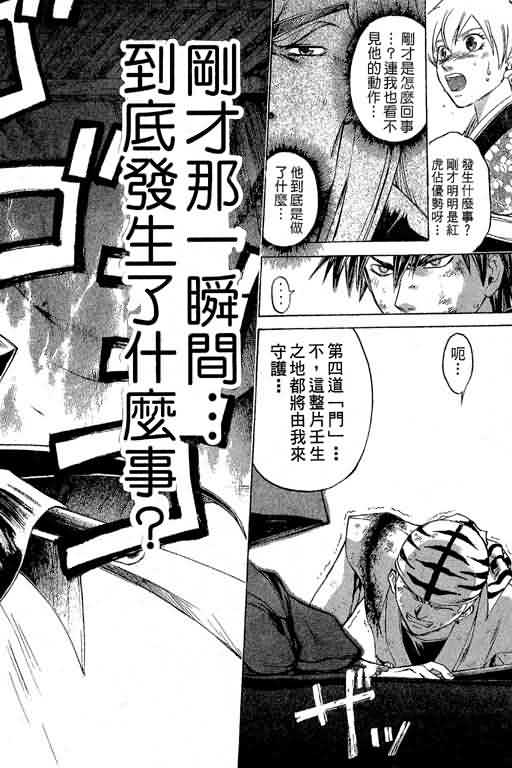 發生什麼事?
剛才明明是紅
虎佔優勢呀…
剛才是怎麼回事
…?連我也看不
見他的動作…
他到底是做
了什麼…
…
呃…
第四道「門」…
不,這整片壬生
之地都將由我來
守護…
剛才那一瞬間…
到底發生了什麼事?